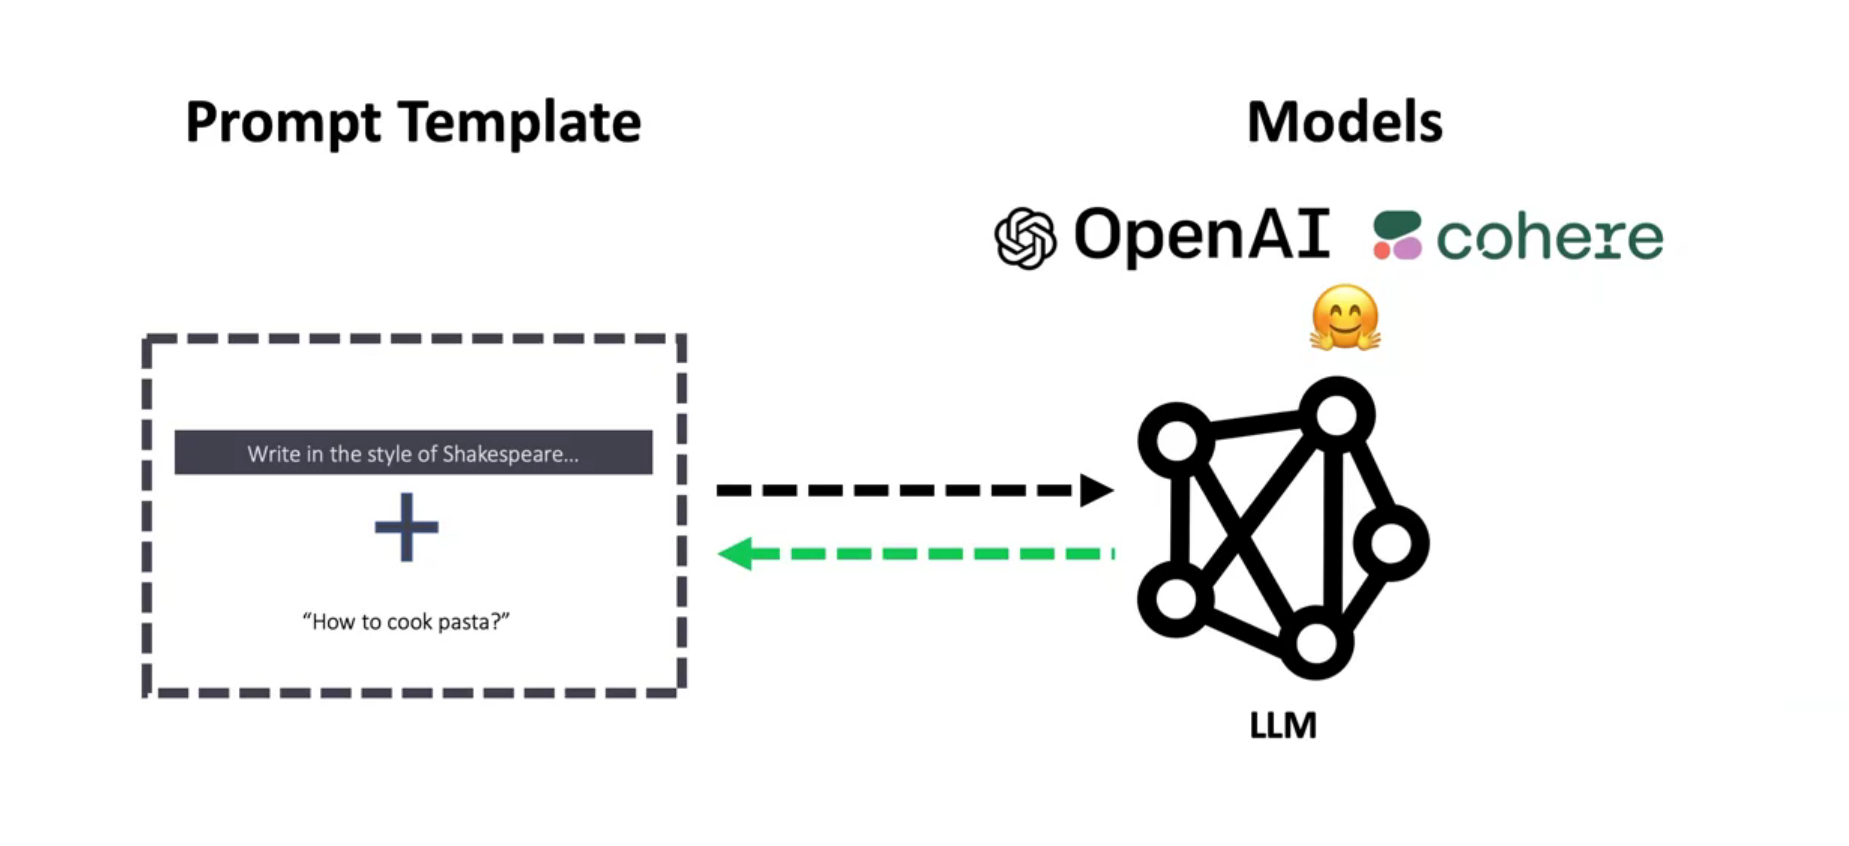 Prompt Template
Models
OpenAI
cohere
Write in the style of Shakespeare...
“How to cook pasta?”
LLM